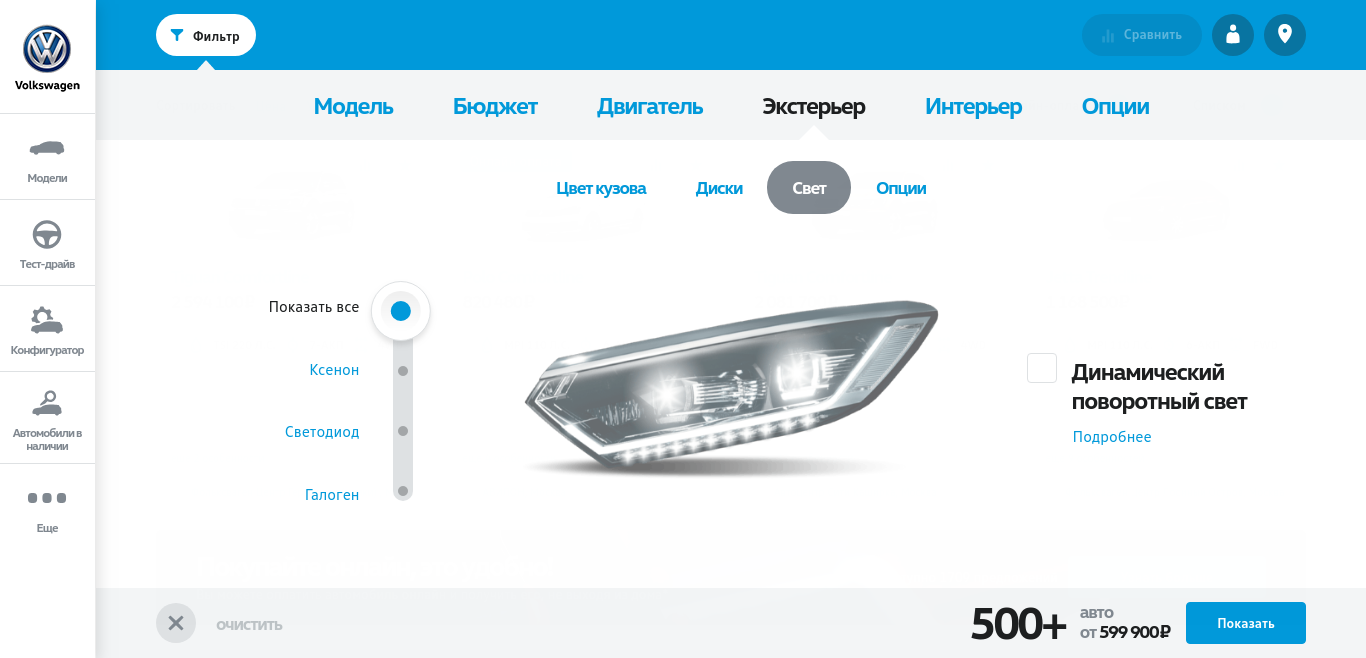 Фильтр
Сравнить
Volkswagen
Модели
Тест-драйв
Конфигуратор
Автомобили в
наличии
Еще
Модель Бюджет Двигатель Экстерьер Интерьер Опции
Цвет кузова Диски Свет Опции
Показать все
Ксенон
Светодиод
Галоген
Динамический
поворотный свет
Подробнее
очистить
500+
авто
от 599 900₽
Показать